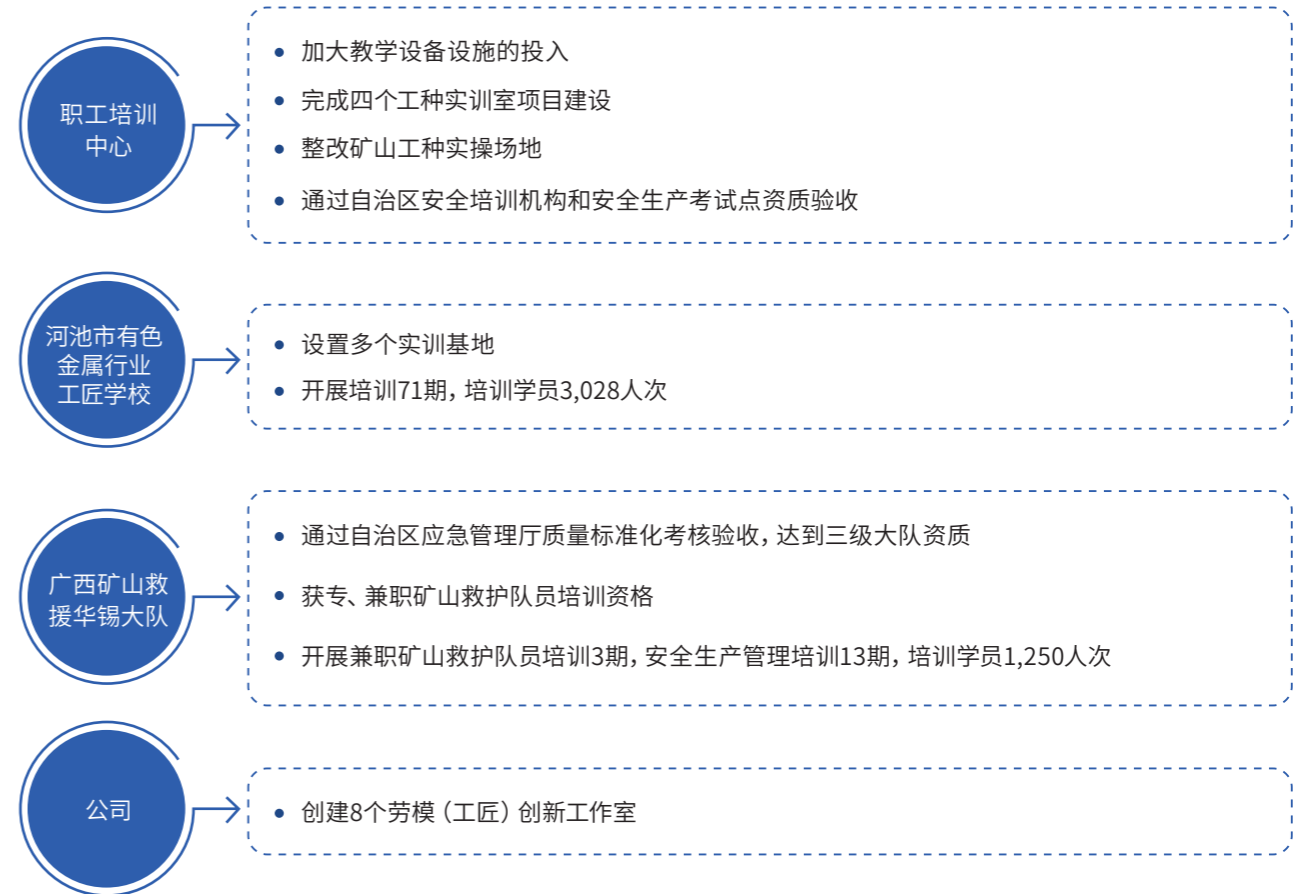 职工培训
中心
加大教学设备设施的投入
完成四个工种实训室项目建设
整改矿山工种实操场地
通过自治区安全培训机构和安全生产考试点资质验收
河池市有色
金属行业
工匠学校
设置多个实训基地
开展培训71期，培训学员3,028人次
广西矿山救
援华锡大队
通过自治区应急管理厅质量标准化考核验收，达到三级大队资质
获专、兼职矿山救护队员培训资格
开展兼职矿山救护队员培训3期，安全生产管理培训13期，培训学员1,250人次
公司
创建8个劳模（工匠）创新工作室